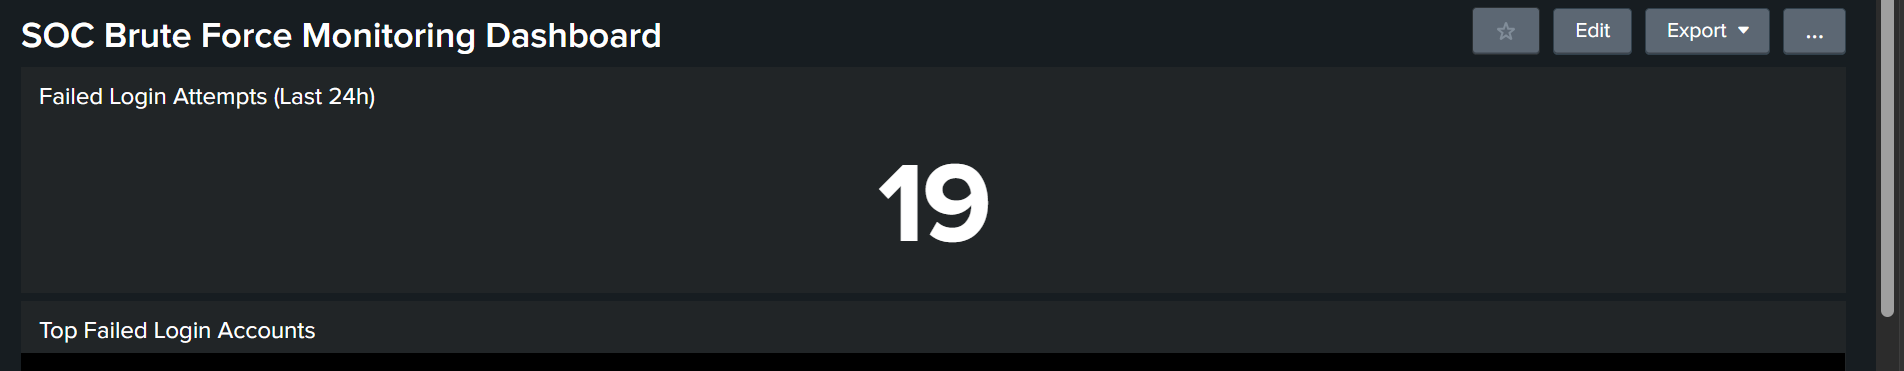 SOC Brute Force Monitoring Dashboard
Edit
Export
...
Failed Login Attempts (Last 24h)
19
Top Failed Login Accounts